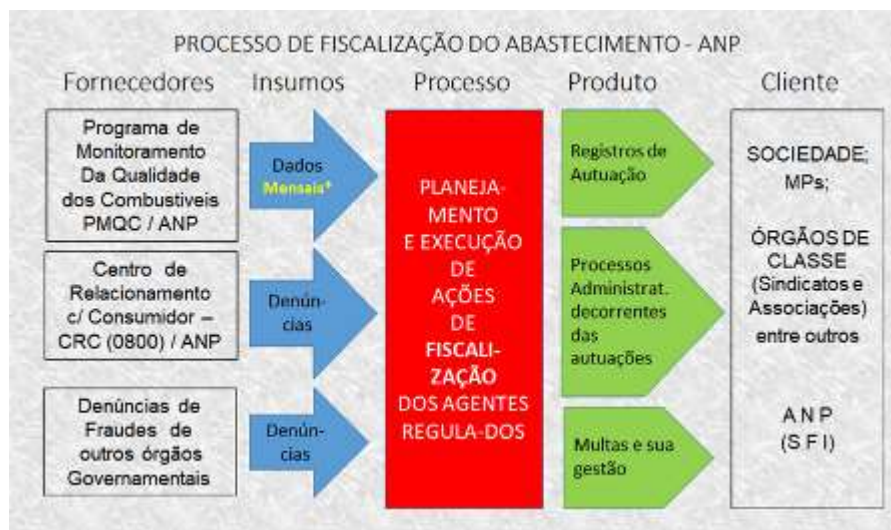 PROCESSO DE FISCALIZAÇÃO DO ABASTECIMENTO - ANP
Fornecedores
Insumos
Processo
Produto
Cliente
Programa de
Monitoramento
Da Qualidade
dos Combustiveis
PMQC / ANP
Centro de
Relacionamento
c/ Consumidor –
CRC (0800) / ANP
Denúncias de
Fraudes de
outros órgãos
Governamentais
Dados
Mensais*
Denún-
cias
Denún-
cias
PLANEJA-
MENTO
E EXECUÇÃO
DE
AÇÕES
DE
FISCALI-
ZAÇÃO
DOS AGENTES
REGULA-DOS
Registros de
Autuação
Processos
Administrat.
decorrentes
das
autuações
Multas e sua
gestão
SOCIEDADE;
MPs;
ÓRGÃOS DE
CLASSE
(Sindicatos e
Associações)
entre outros
A N P
(S F I)